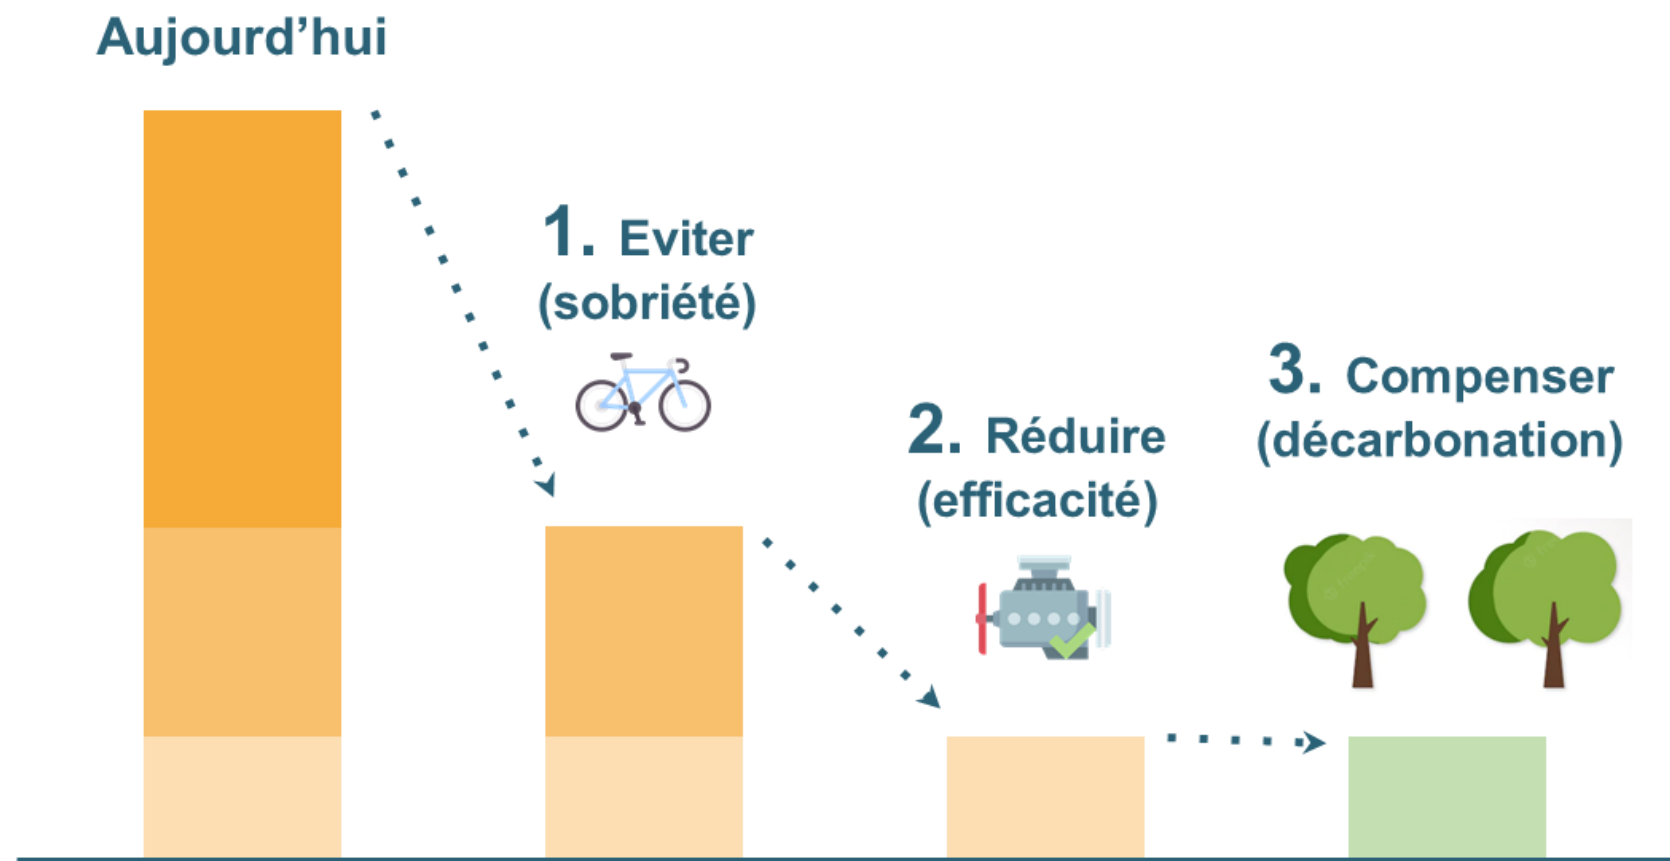 Aujourd’hui
1. Eviter
(sobriété)
2. Réduire
(efficacité)
3. Compenser
(décarbonation)